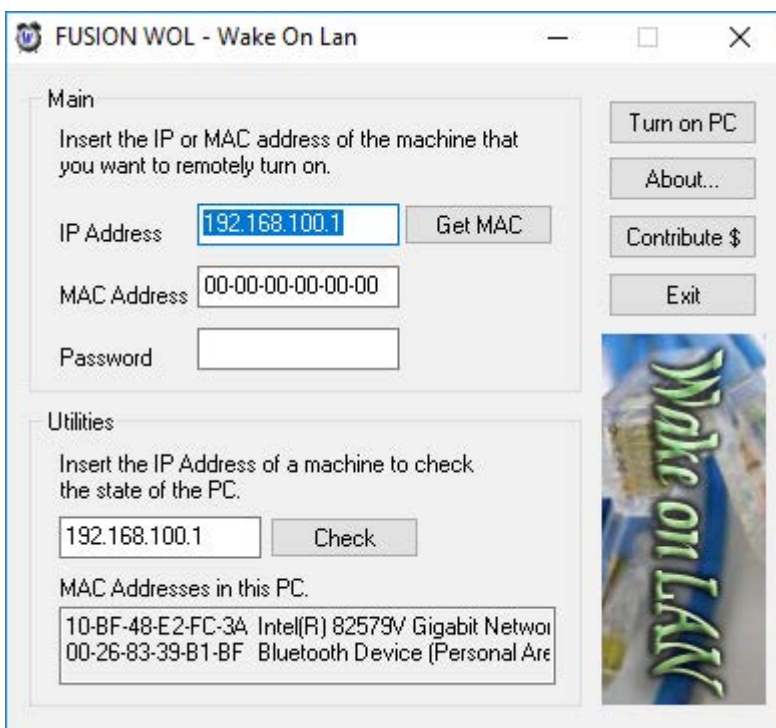 FUSION WOL - Wake On Lan
Main
Insert the IP or MAC address of the machine that
you want to remotely turn on.
IP Address 192.168.100.1 Get MAC
MAC Address 00-00-00-00-00-00
Password
Turn on PC
About...
Contribute $
Exit
Utilities
Insert the IP Address of a machine to check
the state of the PC.
192.168.100.1 Check
MAC Addresses in this PC.
10-BF-48-E2-FC-3A Intel(R) 82579V Gigabit Networ
00-26-83-39-B1-BF Bluetooth Device (Personal Are
Wake on LAN